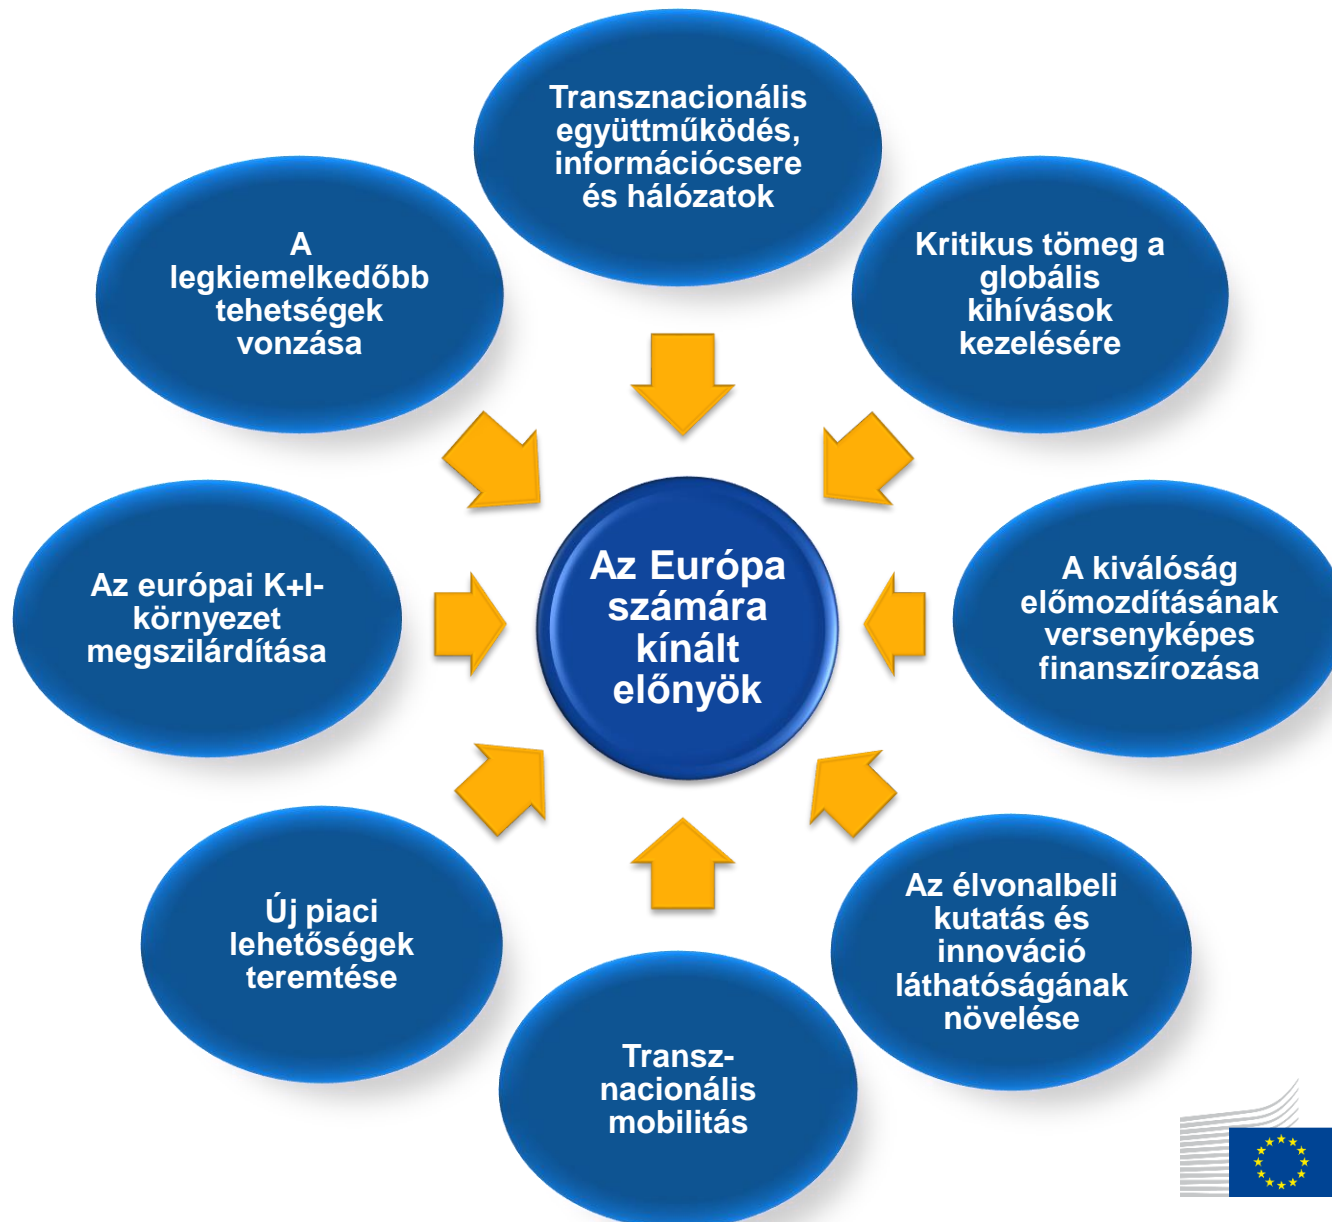 Transznacionális
együttműködés,
információcsere
és hálózatok
A
legkiemelkedőbb
tehetségek
vonzása
Kritikus tömeg a
globális
kihívások
kezelésére
Az európai K+I-
környezet
megszilárdítása
Az Európa
számára
kínált
előnyök
A kiválóság
előmozdításának
versenyképes
finanszírozása
Új piaci
lehetőségek
teremtése
Az élvonalbeli
kutatás és
innováció
láthatóságának
növelése
Transz-
nacionális
mobilitás